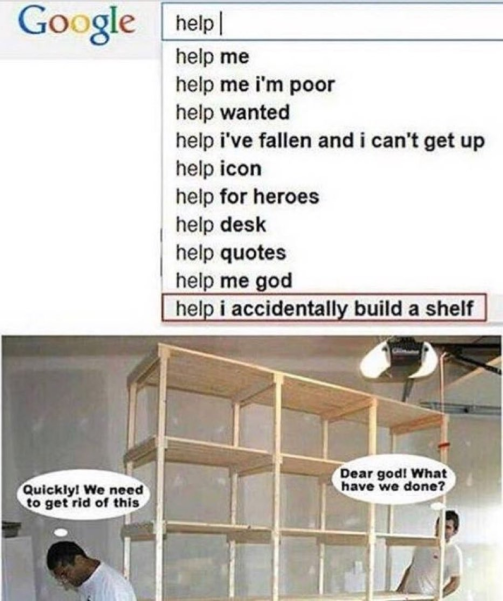 Google
help
help me
help me i'm poor
help wanted
help i've fallen and i can't get up
help icon
help for heroes
help desk
help quotes
help me god
help i accidentally build a shelf
Dear god! What
have we done?
Quickly! We need
to get rid of this